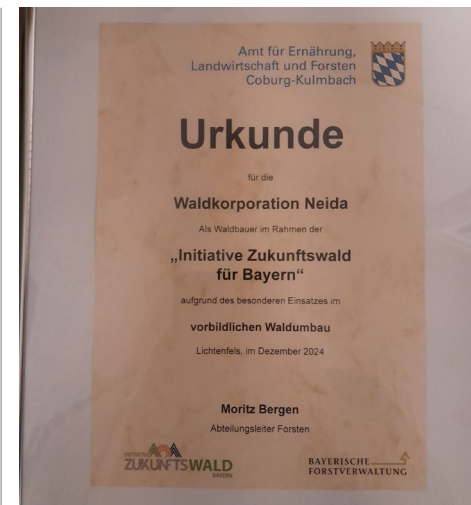 Amt für Ernährung,
Landwirtschaft und Forsten
Coburg-Kulmbach
Urkunde
für die
Waldkorporation Neida
Als Waldbauer im Rahmen der
„Initiative Zukunftswald
für Bayern“
aufgrund des besonderen Einsatzes im
vorbildlichen Waldumbau
Lichtenfels, im Dezember 2024
Moritz Bergen
Abteilungsleiter Forsten
INITIATIVE
ZUKUNFTSWALD
BAYERN
BAYERISCHE
FORSTVERWALTUNG